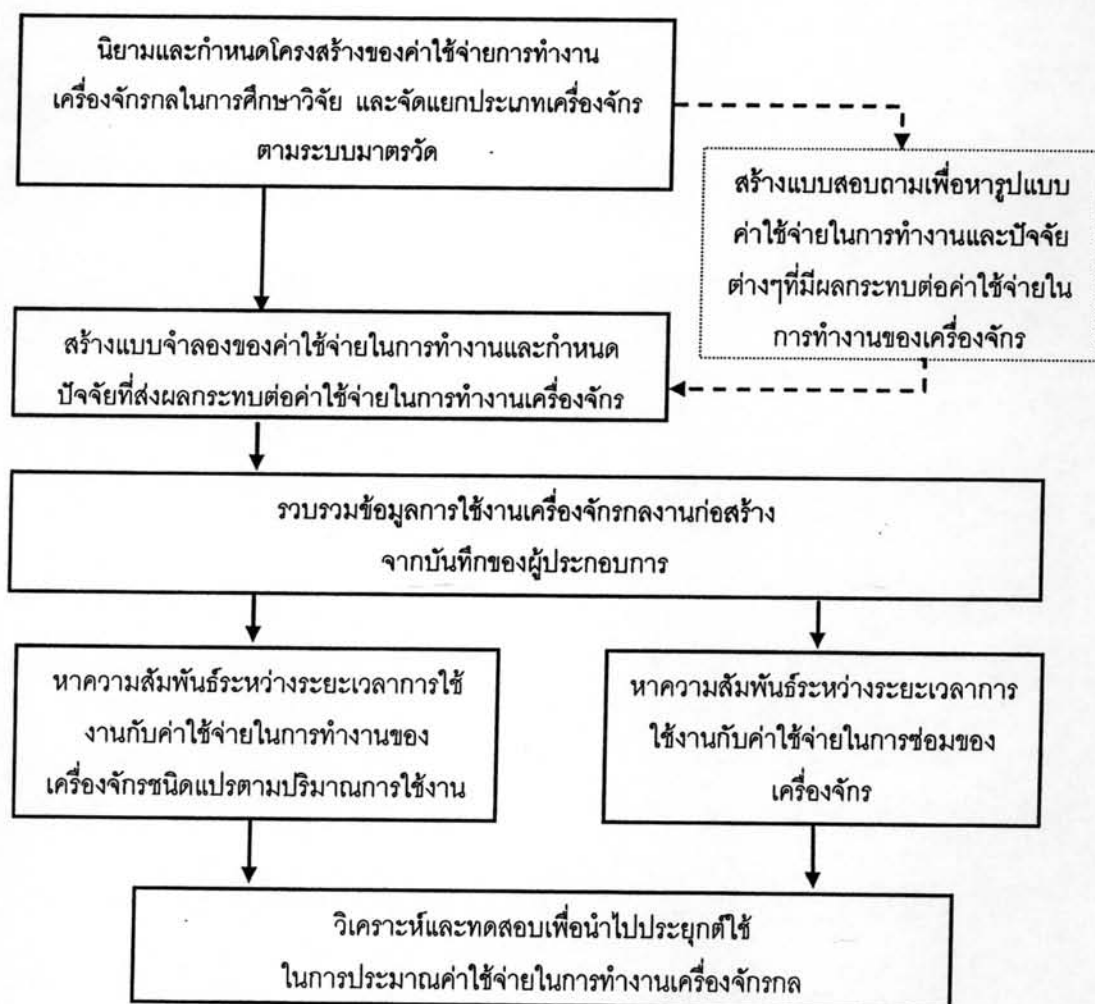 นิยามและกำหนดโครงสร้างของค่าใช้จ่ายการทำงาน
เครื่องจักรกลในการศึกษาวิจัย และจัดแยกประเภทเครื่องจักร
ตามระบบมาตรวัด
สร้างแบบสอบถามเพื่อหารูปแบบ
ค่าใช้จ่ายในการทำงานและปัจจัย
ต่างๆที่มีผลกระทบต่อค่าใช้จ่ายใน
การทำงานของเครื่องจักร
สร้างแบบจำลองของค่าใช้จ่ายในการทำงานและกำหนด
ปัจจัยที่ส่งผลกระทบต่อค่าใช้จ่ายในการทำงานเครื่องจักร
รวบรวมข้อมูลการใช้งานเครื่องจักรกลงานก่อสร้าง
จากบันทึกของผู้ประกอบการ
หาความสัมพันธ์ระหว่างระยะเวลาการใช้
งานกับค่าใช้จ่ายในการทำงานของ
เครื่องจักรชนิดแปรตามปริมาณการใช้งาน
หาความสัมพันธ์ระหว่างระยะเวลาการ
ใช้งานกับค่าใช้จ่ายในการซ่อมของ
เครื่องจักร
วิเคราะห์และทดสอบเพื่อนำไปประยุกต์ใช้
ในการประมาณค่าใช้จ่ายในการทำงานเครื่องจักรกล